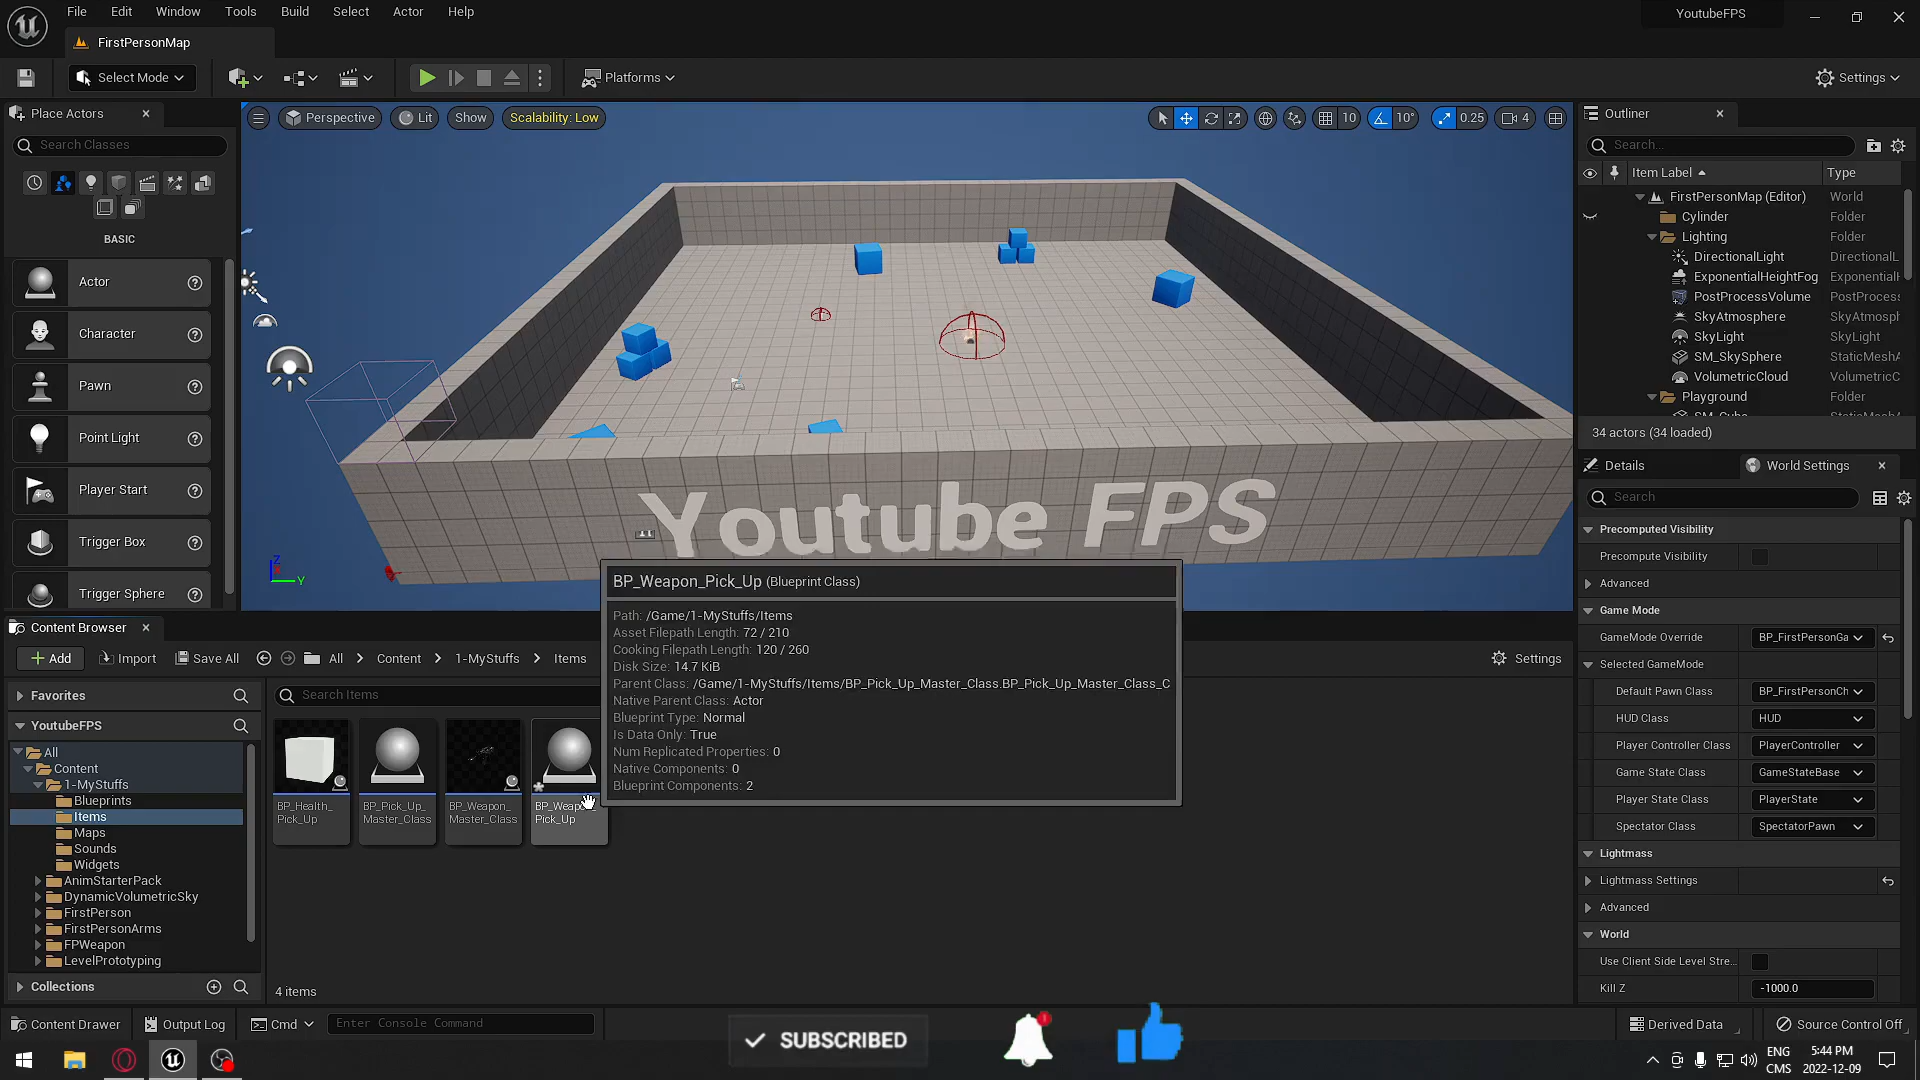 File Edit Window Tools Build Select Actor Help
YoutubeFPS
FirstPersonMap
Select Mode
Platforms
Settings
Place Actors
Search Classes
BASIC
Actor
Character
Pawn
Point Light
Player Start
Trigger Box
Trigger Sphere
Perspective Lit Show Scalability: Low
10 10° 0.25 4
Youtube FPS
Z
Y
Outliner
Search...
Item Label Type
FirstPersonMap (Editor) World
Cylinder Folder
Lighting Folder
DirectionalLight DirectionalL
ExponentialHeightFog Exponential
PostProcessVolume PostProcess
SkyAtmosphere SkyAtmosph
SkyLight SkyLight
SM_SkySphere StaticMeshA
VolumetricCloud VolumetricC
Playground Folder
34 actors (34 loaded)
Details World Settings
Search
Precomputed Visibility
Precompute Visibility
Advanced
Game Mode
GameMode Override BP_FirstPersonGa
Selected GameMode
Default Pawn Class BP_FirstPersonCh
HUD Class HUD
Player Controller Class PlayerController
Game State Class GameStateBase
Player State Class PlayerState
Spectator Class SpectatorPawn
Lightmass
Lightmass Settings
Advanced
World
Use Client Side Level Stre...
Kill Z -1000.0
Content Browser
Add Import Save All All Content 1-MyStuffs Items Settings
Favorites
Search Items
YoutubeFPS
All
Content
1-MyStuffs
Blueprints
Items
Maps
Sounds
Widgets
AnimStarterPack
DynamicVolumetricSky
FirstPerson
FirstPersonArms
FPWeapon
LevelPrototyping
Collections
BP_Health_
Pick_Up
BP_Pick_Up_
Master_Class
BP_Weapon_
Master_Class
BP_Weapon_
Pick_Up
BP_Weapon_Pick_Up (Blueprint Class)
Path: /Game/1-MyStuffs/Items
Asset Filepath Length: 72 / 210
Cooking Filepath Length: 120 / 260
Disk Size: 14.7 KiB
Parent Class: /Game/1-MyStuffs/Items/BP_Pick_Up_Master_Class.BP_Pick_Up_Master_Class_C
Native Parent Class: Actor
Blueprint Type: Normal
Is Data Only: True
Num Replicated Properties: 0
Native Components: 0
Blueprint Components: 2
4 items
Content Drawer Output Log Cmd Enter Console Command
Derived Data Source Control Off
SUBSCRIBED
ENG
CMS
5:44 PM
2022-12-09